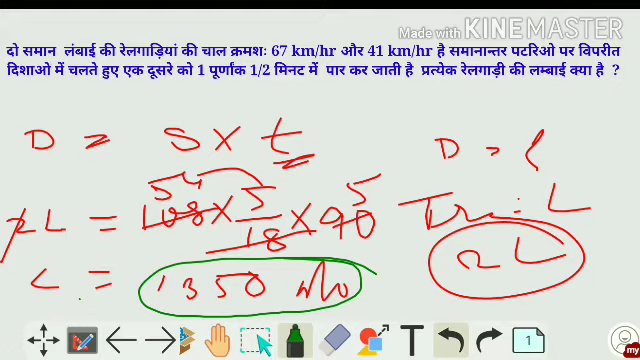 Made with KINEMASTER
दो समान लंबाई की रेलगाड़ियां की चाल क्रमशः 67 km/hr और 41 km/hr है समानान्तर पटरिओ पर विपरीत
दिशाओ में चलते हुए एक दूसरे को 1 पूर्णांक 1/2 मिनट में पार कर जाती है प्रत्येक रेलगाड़ी की लम्बाई क्या है ?
D = S × t
D = l
54 5
2L = 108 × 5/18 × 90
L = 1350
L
2L
T
1
my